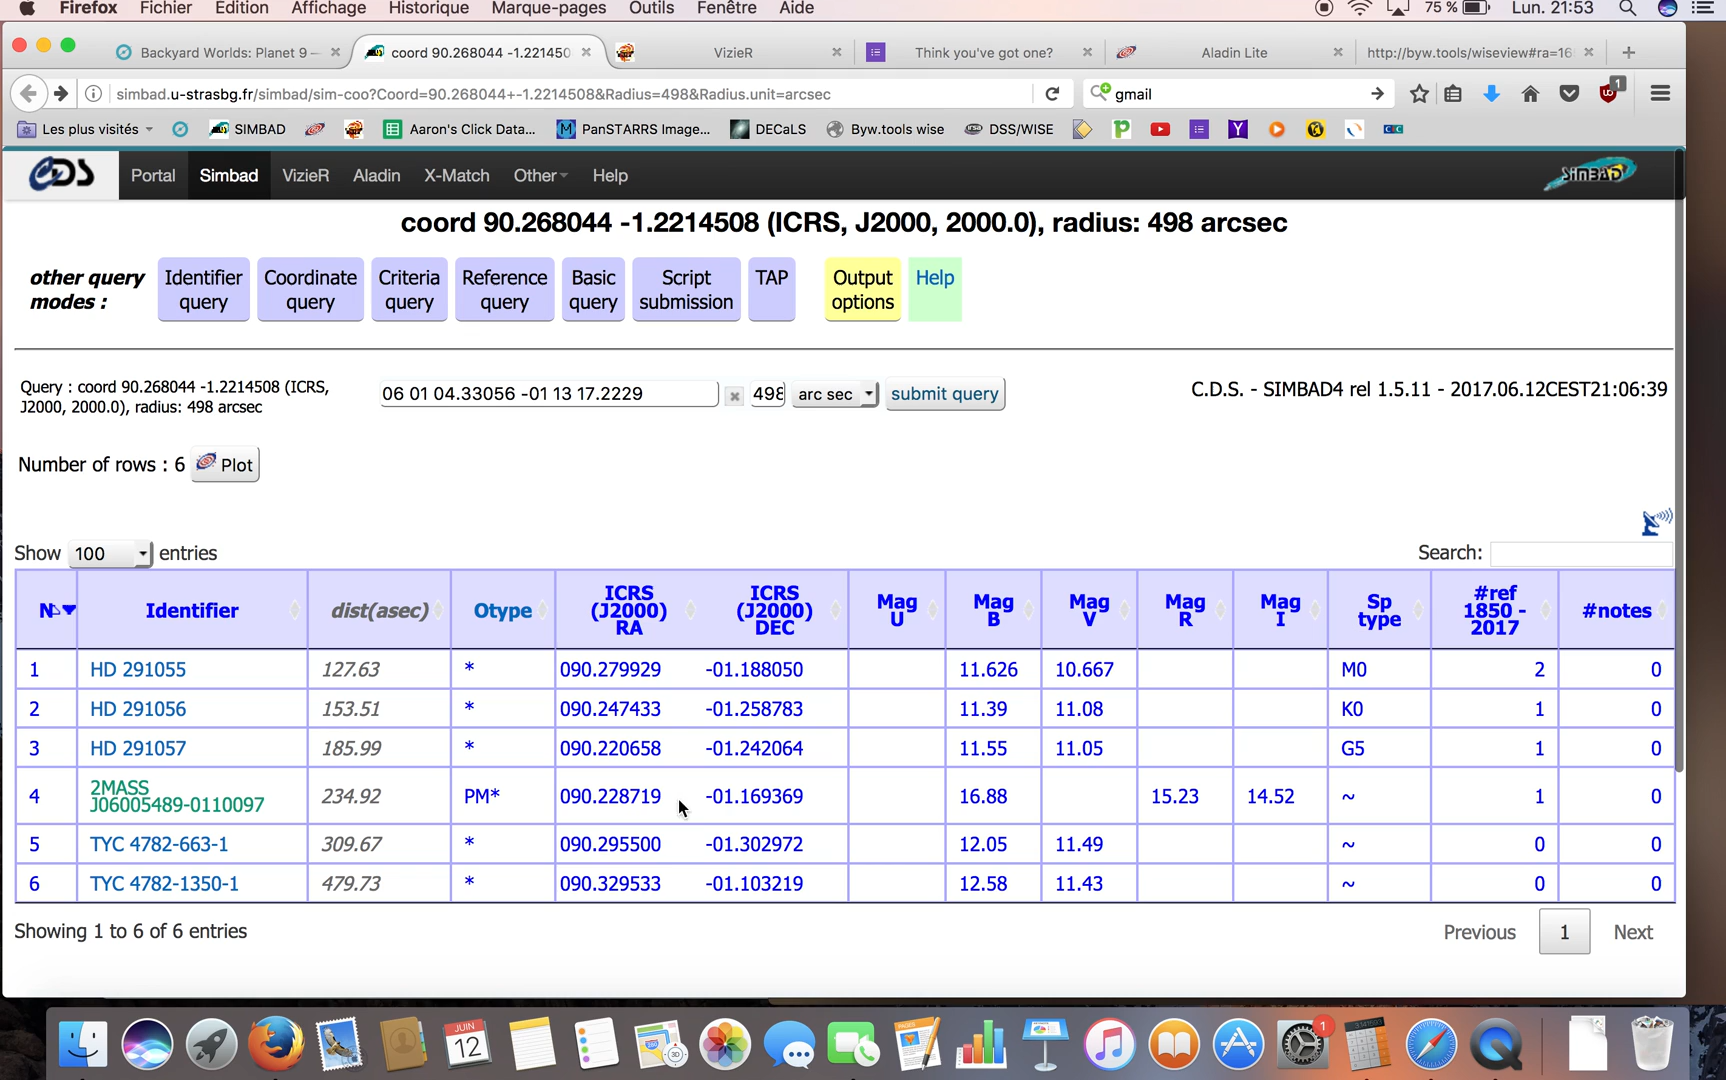 Firefox Fichier Edition Affichage Historique Marque-pages Outils Fenêtre Aide 75 % Lun. 21:53
Backyard Worlds: Planet 9 — coord 90.268044 -1.22145 VizieR Think you've got one? Aladin Lite http://byw.tools/wiseview#ra=16
simbad.u-strasbg.fr/simbad/sim-coo?Coord=90.268044+-1.2214508&Radius=498&Radius.unit=arcsec gmail 1
Les plus visités SIMBAD Aaron's Click Data... PanSTARRS Image... DECaLS Byw.tools wise DSS/WISE
CDS Portal Simbad VizieR Aladin X-Match Other Help SIMBAD
coord 90.268044 -1.2214508 (ICRS, J2000, 2000.0), radius: 498 arcsec
other query modes :
Identifier query
Coordinate query
Criteria query
Reference query
Basic query
Script submission
TAP
Output options
Help
Query : coord 90.268044 -1.2214508 (ICRS,
J2000, 2000.0), radius: 498 arcsec
06 01 04.33056 -01 13 17.2229 498 arc sec submit query
C.D.S. - SIMBAD4 rel 1.5.11 - 2017.06.12CEST21:06:39
Number of rows : 6 Plot
Show 100 entries Search:
N Identifier dist(asec) Otype ICRS (J2000) RA ICRS (J2000) DEC Mag U Mag B Mag V Mag R Mag I Sp type #ref 1850 - 2017 #notes
1 HD 291055 127.63 * 090.279929 -01.188050 11.626 10.667 M0 2 0
2 HD 291056 153.51 * 090.247433 -01.258783 11.39 11.08 K0 1 0
3 HD 291057 185.99 * 090.220658 -01.242064 11.55 11.05 G5 1 0
4 2MASS J06005489-0110097 234.92 PM* 090.228719 -01.169369 16.88 15.23 14.52 ~ 1 0
5 TYC 4782-663-1 309.67 * 090.295500 -01.302972 12.05 11.49 ~ 0 0
6 TYC 4782-1350-1 479.73 * 090.329533 -01.103219 12.58 11.43 ~ 0 0
Showing 1 to 6 of 6 entries Previous 1 Next
JUIN
12
1